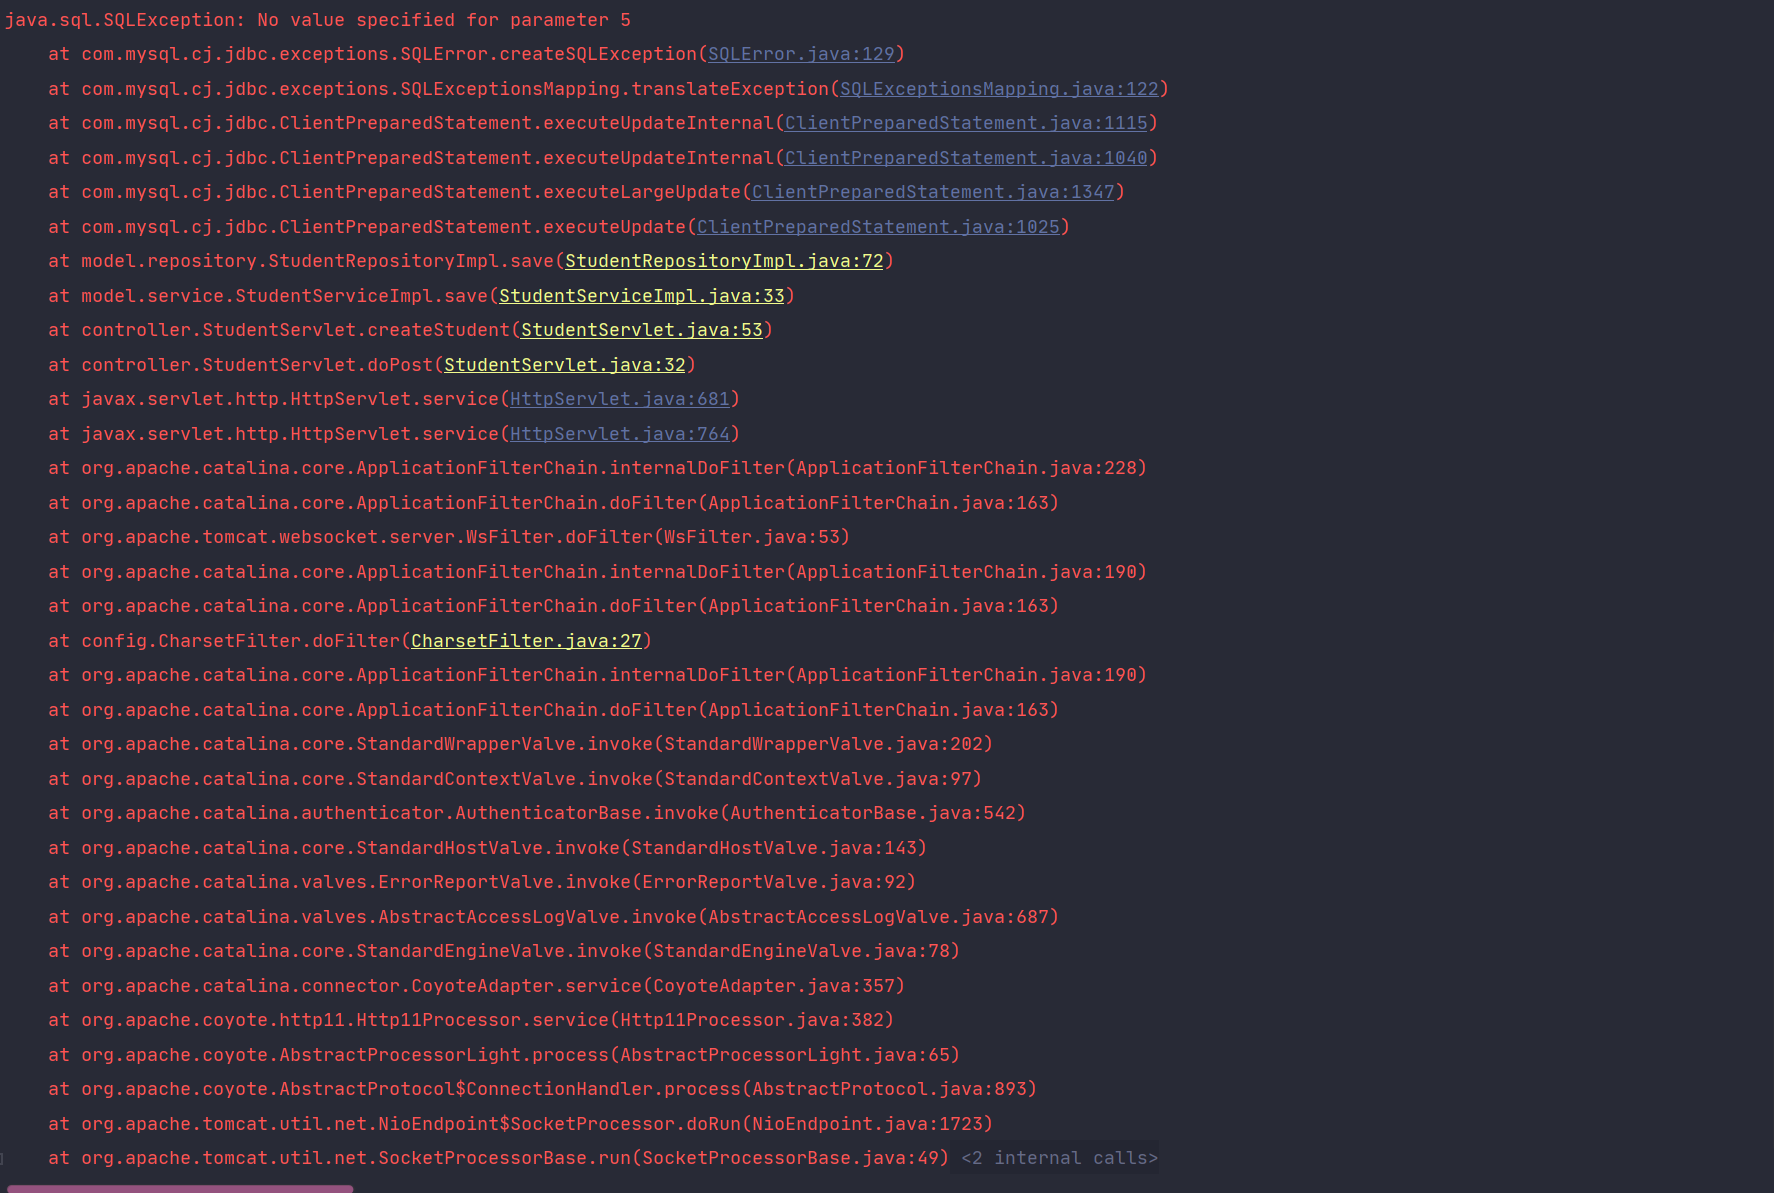 java.sql.SQLException: No value specified for parameter 5
at com.mysql.cj.jdbc.exceptions.SQLError.createSQLException(SQLError.java:129)
at com.mysql.cj.jdbc.exceptions.SQLExceptionsMapping.translateException(SQLExceptionsMapping.java:122)
at com.mysql.cj.jdbc.ClientPreparedStatement.executeUpdateInternal(ClientPreparedStatement.java:1115)
at com.mysql.cj.jdbc.ClientPreparedStatement.executeUpdateInternal(ClientPreparedStatement.java:1040)
at com.mysql.cj.jdbc.ClientPreparedStatement.executeLargeUpdate(ClientPreparedStatement.java:1347)
at com.mysql.cj.jdbc.ClientPreparedStatement.executeUpdate(ClientPreparedStatement.java:1025)
at model.repository.StudentRepositoryImpl.save(StudentRepositoryImpl.java:72)
at model.service.StudentServiceImpl.save(StudentServiceImpl.java:33)
at controller.StudentServlet.createStudent(StudentServlet.java:53)
at controller.StudentServlet.doPost(StudentServlet.java:32)
at javax.servlet.http.HttpServlet.service(HttpServlet.java:681)
at javax.servlet.http.HttpServlet.service(HttpServlet.java:764)
at org.apache.catalina.core.ApplicationFilterChain.internalDoFilter(ApplicationFilterChain.java:228)
at org.apache.catalina.core.ApplicationFilterChain.doFilter(ApplicationFilterChain.java:163)
at org.apache.tomcat.websocket.server.WsFilter.doFilter(WsFilter.java:53)
at org.apache.catalina.core.ApplicationFilterChain.internalDoFilter(ApplicationFilterChain.java:190)
at org.apache.catalina.core.ApplicationFilterChain.doFilter(ApplicationFilterChain.java:163)
at config.CharsetFilter.doFilter(CharsetFilter.java:27)
at org.apache.catalina.core.ApplicationFilterChain.internalDoFilter(ApplicationFilterChain.java:190)
at org.apache.catalina.core.ApplicationFilterChain.doFilter(ApplicationFilterChain.java:163)
at org.apache.catalina.core.StandardWrapperValve.invoke(StandardWrapperValve.java:202)
at org.apache.catalina.core.StandardContextValve.invoke(StandardContextValve.java:97)
at org.apache.catalina.authenticator.AuthenticatorBase.invoke(AuthenticatorBase.java:542)
at org.apache.catalina.core.StandardHostValve.invoke(StandardHostValve.java:143)
at org.apache.catalina.valves.ErrorReportValve.invoke(ErrorReportValve.java:92)
at org.apache.catalina.valves.AbstractAccessLogValve.invoke(AbstractAccessLogValve.java:687)
at org.apache.catalina.core.StandardEngineValve.invoke(StandardEngineValve.java:78)
at org.apache.catalina.connector.CoyoteAdapter.service(CoyoteAdapter.java:357)
at org.apache.coyote.http11.Http11Processor.service(Http11Processor.java:382)
at org.apache.coyote.AbstractProcessorLight.process(AbstractProcessorLight.java:65)
at org.apache.coyote.AbstractProtocol$ConnectionHandler.process(AbstractProtocol.java:893)
at org.apache.tomcat.util.net.NioEndpoint$SocketProcessor.doRun(NioEndpoint.java:1723)
at org.apache.tomcat.util.net.SocketProcessorBase.run(SocketProcessorBase.java:49) <2 internal calls>